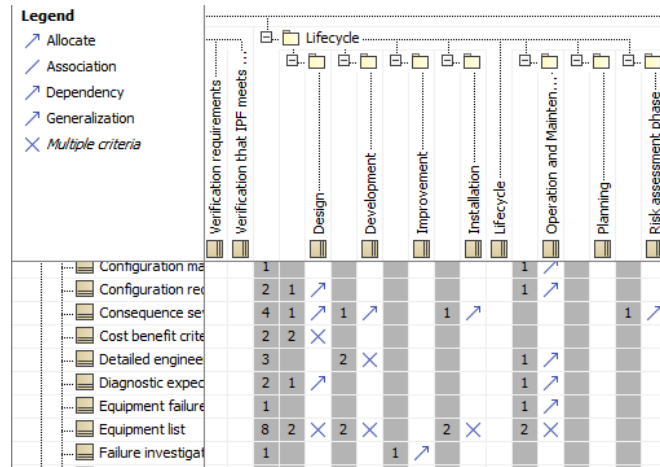 Legend
Allocate
Association
Dependency
Generalization
Multiple criteria
Lifecycle
Verification requirements
Verification that IPF meets ...
Design
Development
Improvement
Installation
Lifecycle
Operation and Mainten...
Planning
Risk assessment phase
Configuration ma 1 1
Configuration rec 2 1 1
Consequence se 4 1 1 1 1
Cost benefit crite 2 2
Detailed enginee 3 2 1
Diagnostic expec 2 1 1
Equipment failure 1 1
Equipment list 8 2 2 2 2
Failure investigat 1 1